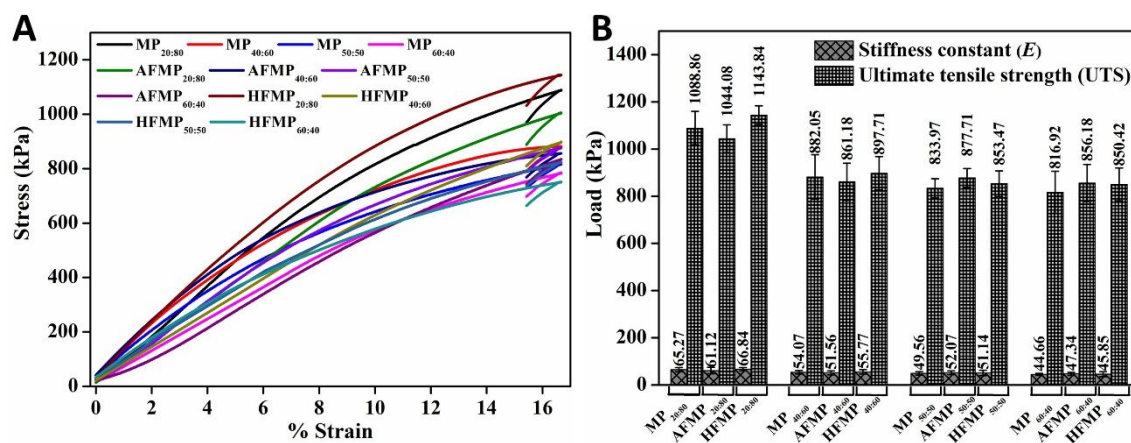 A
1200
1000
800
600
400
200
0
Stress (kPa)
MP20:80 MP40:60 MP50:50 MP60:40
AFMP20:80 AFMP40:60 AFMP50:50
AFMP60:40 HFMP20:80 HFMP40:60
HFMP50:50 HFMP60:40
0 2 4 6 8 10 12 14 16
% Strain
B
1400
1200
1000
800
600
400
200
0
Load (kPa)
Stiffness constant (E)
Ultimate tensile strength (UTS)
65.27 1088.86 61.12 1044.08 66.84 1143.84
54.07 882.05 51.56 861.18 55.77 897.71
49.56 833.97 52.07 877.71 51.14 853.47
44.66 816.92 47.34 856.18 45.85 850.42
MP20:80 AFMP20:80 HFMP20:80
MP40:60 AFMP40:60 HFMP40:60
MP50:50 AFMP50:50 HFMP50:50
MP60:40 AFMP60:40 HFMP60:40